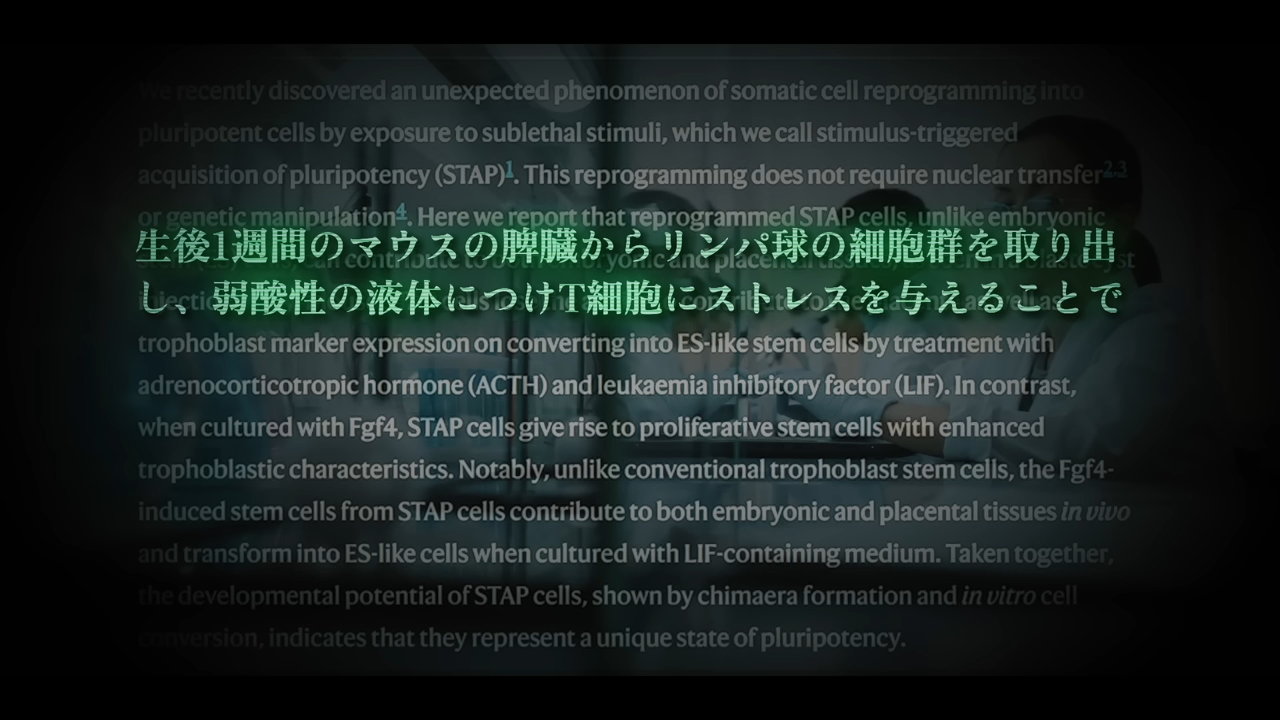 We recently discovered an unexpected phenomenon of somatic cell reprogramming into
pluripotent cells by exposure to sublethal stimuli, which we call stimulus-triggered
acquisition of pluripotency (STAP)1. This reprogramming does not require nuclear transfer2,3
or genetic manipulation4. Here we report that reprogrammed STAP cells, unlike embryonic
生後1週間のマウスの脾臓からリンパ球の細胞群を取り出
し、弱酸性の液体につけT細胞にストレスを与えることで
trophoblast marker expression on converting into ES-like stem cells by treatment with
adrenocorticotropic hormone (ACTH) and leukaemia inhibitory factor (LIF). In contrast,
when cultured with Fgf4, STAP cells give rise to proliferative stem cells with enhanced
trophoblastic characteristics. Notably, unlike conventional trophoblast stem cells, the Fgf4-
induced stem cells from STAP cells contribute to both embryonic and placental tissues in vivo
and transform into ES-like cells when cultured with LIF-containing medium. Taken together,
the developmental potential of STAP cells, shown by chimaera formation and in vitro cell
conversion, indicates that they represent a unique state of pluripotency.